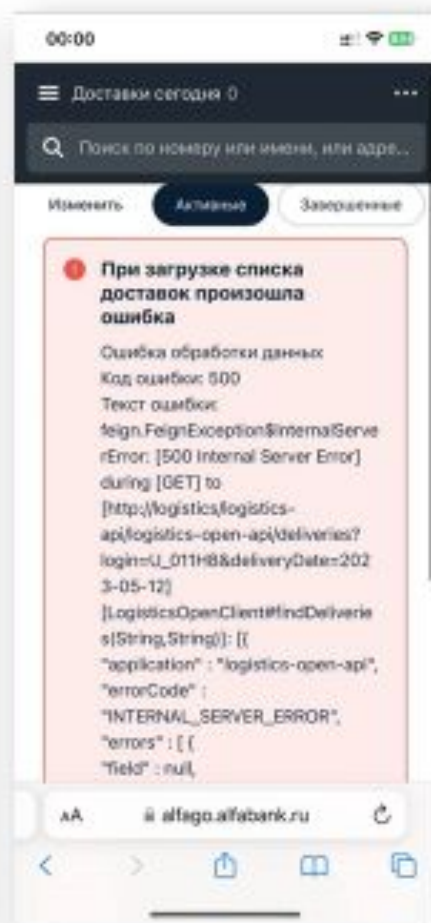 00:00
Доставки сегодня 0
Поиск по номеру или имени, или адре...
Изменить
Активные
Завершенные
При загрузке списка
доставок произошла
ошибка
Ошибка обработки данных
Код ошибки: 500
Текст ошибки:
feign.FeignException$InternalServe
rError: [500 Internal Server Error]
during [GET] to
[http://logistics/logistics-
api/logistics-open-api/deliveries?
login=U_011HB&deliveryDate=202
3-05-12]
[LogisticsOpenClient#findDeliverie
s(String,String)]: [{
"application" : "logistics-open-api",
"errorCode" :
"INTERNAL_SERVER_ERROR",
"errors" : [ {
"field" : null,
AA
alfago.alfabank.ru